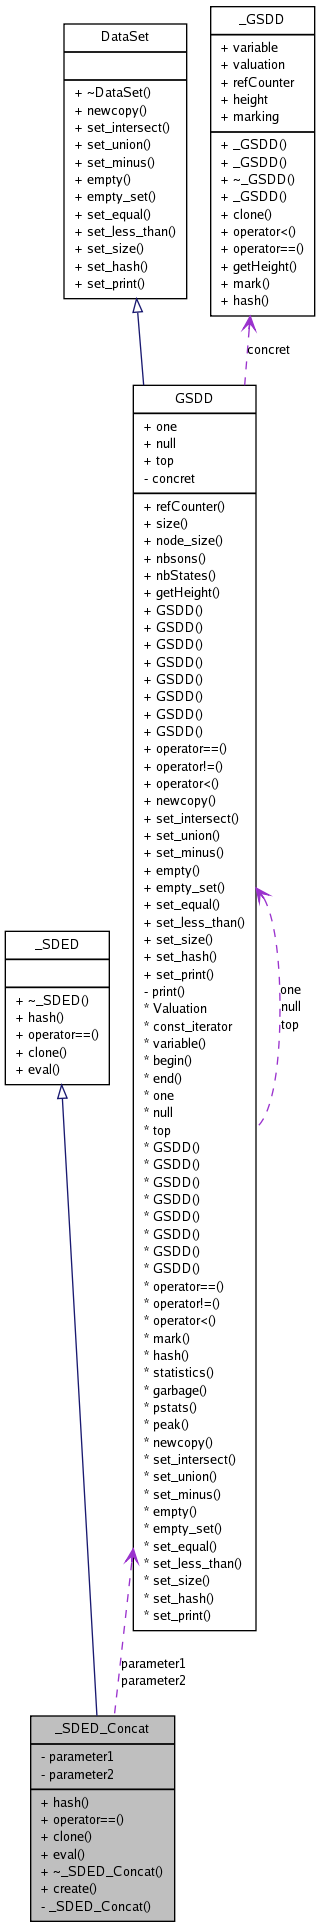 DataSet
+ ~DataSet()
+ newcopy()
+ set_intersect()
+ set_union()
+ set_minus()
+ empty()
+ empty_set()
+ set_equal()
+ set_less_than()
+ set_size()
+ set_hash()
+ set_print()
_GSDD
+ variable
+ valuation
+ refCounter
+ height
+ marking
+ _GSDD()
+ _GSDD()
+ ~_GSDD()
+ _GSDD()
+ clone()
+ operator<()
+ operator==()
+ getHeight()
+ mark()
+ hash()
concret
GSDD
+ one
+ null
+ top
- concret
+ refCounter()
+ size()
+ node_size()
+ nbsons()
+ nbStates()
+ getHeight()
+ GSDD()
+ GSDD()
+ GSDD()
+ GSDD()
+ GSDD()
+ GSDD()
+ GSDD()
+ GSDD()
+ operator==()
+ operator!=()
+ operator<()
+ newcopy()
+ set_intersect()
+ set_union()
+ set_minus()
+ empty()
+ empty_set()
+ set_equal()
+ set_less_than()
+ set_size()
+ set_hash()
+ set_print()
- print()
* Valuation
* const_iterator
* variable()
* begin()
* end()
* one
* null
* top
* GSDD()
* GSDD()
* GSDD()
* GSDD()
* GSDD()
* GSDD()
* GSDD()
* GSDD()
* operator==()
* operator!=()
* operator<()
* mark()
* hash()
* statistics()
* garbage()
* pstats()
* peak()
* newcopy()
* set_intersect()
* set_union()
* set_minus()
* empty()
* empty_set()
* set_equal()
* set_less_than()
* set_size()
* set_hash()
* set_print()
one
null
top
_SDED
+ ~_SDED()
+ hash()
+ operator==()
+ clone()
+ eval()
parameter1
parameter2
_SDED_Concat
- parameter1
- parameter2
+ hash()
+ operator==()
+ clone()
+ eval()
+ ~_SDED_Concat()
+ create()
- _SDED_Concat()